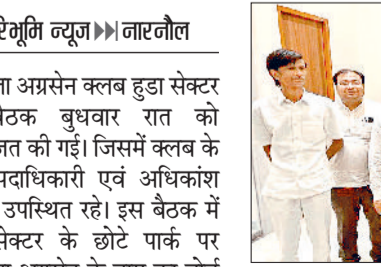 रिभूमि न्यूज▶▶| नारनौल
ा अग्रसेन क्लब हुडा सेक्टर
बैठक बुधवार रात को
जत की गई। जिसमें क्लब के
पदाधिकारी एवं अधिकांश
उपस्थित रहे। इस बैठक में
सेक्टर के छोटे पार्क पर